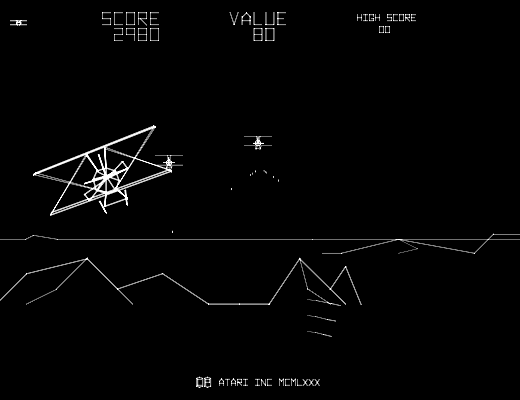 SCORE
2980
VALUE
80
HIGH SCORE
00
ATARI INC MCMLXXX